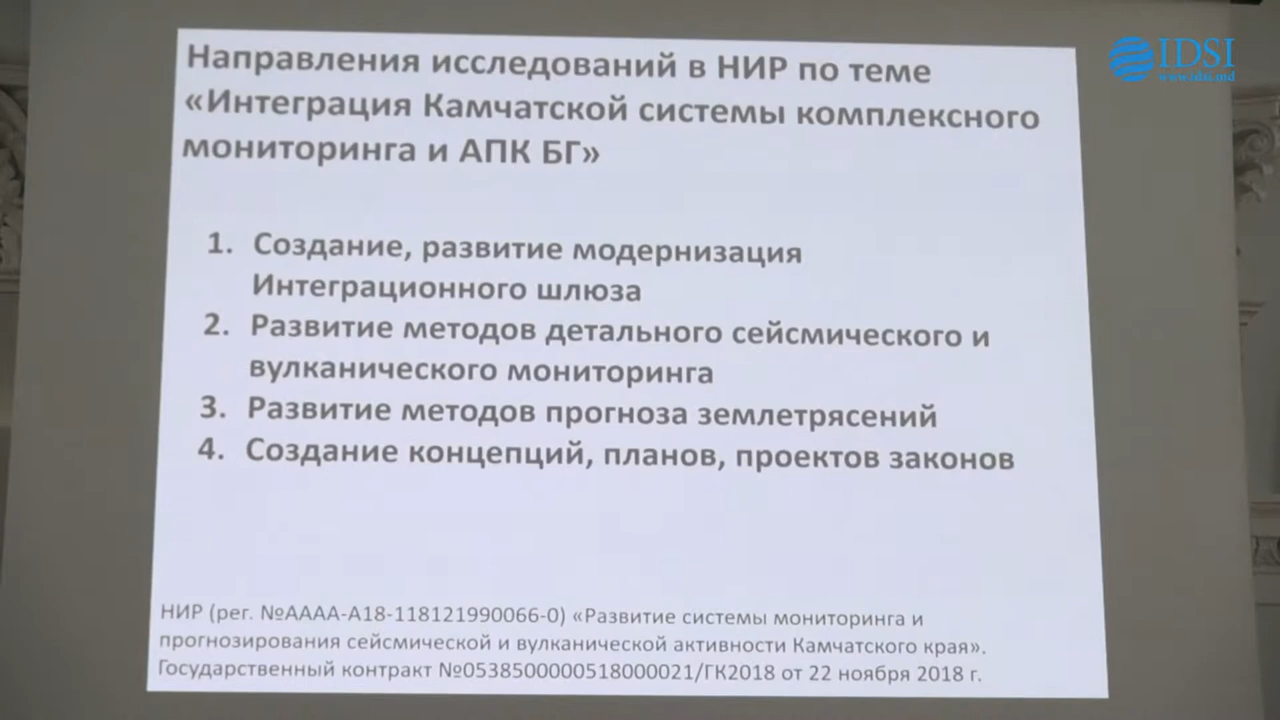 Направления исследований в НИР по теме
«Интеграция Камчатской системы комплексного
мониторинга и АПК БГ»
1. Создание, развитие модернизация
Интеграционного шлюза
2. Развитие методов детального сейсмического и
вулканического мониторинга
3. Развитие методов прогноза землетрясений
4. Создание концепций, планов, проектов законов
НИР (рег. №АААА-А18-118121990066-0) «Развитие системы мониторинга и
прогнозирования сейсмической и вулканической активности Камчатского края».
Государственный контракт №0538500000518000021/ГК2018 от 22 ноября 2018 г.
IDSI
www.idsi.md